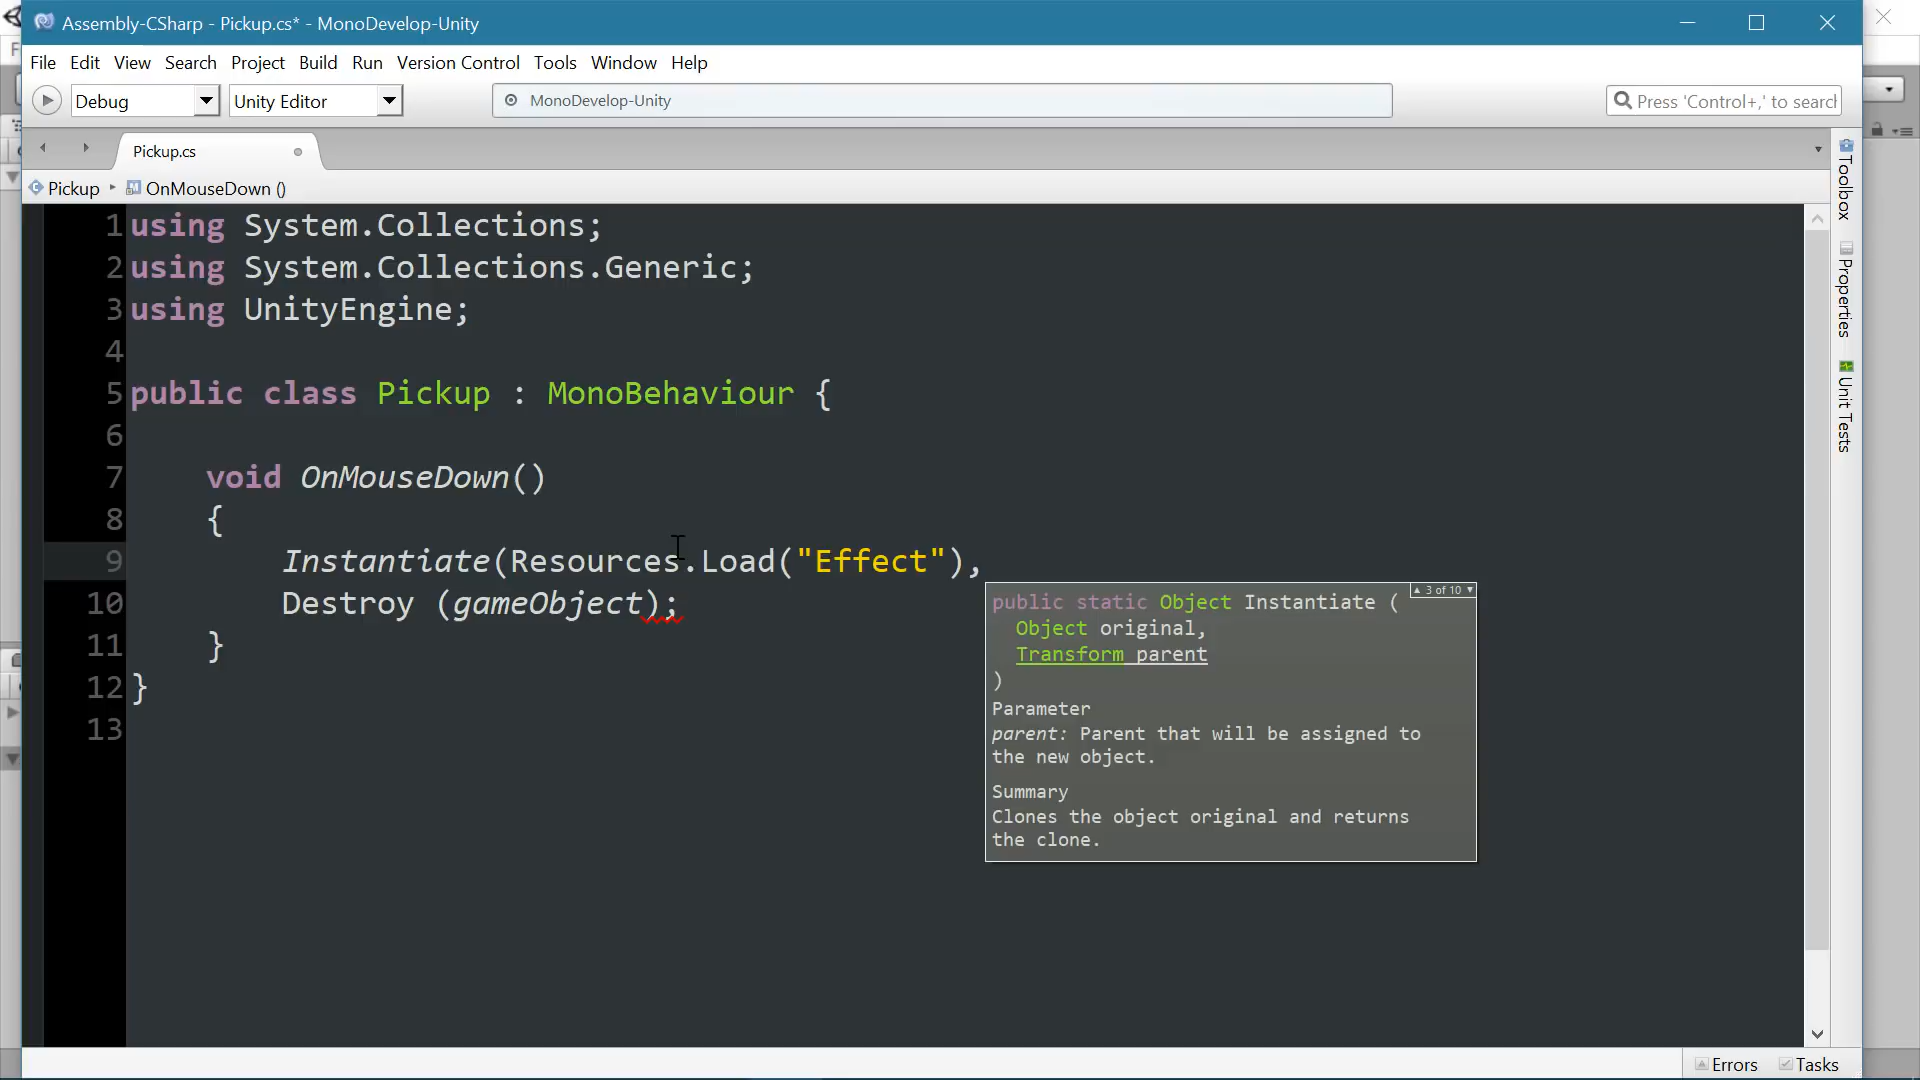 Assembly-CSharp - Pickup.cs* - MonoDevelop-Unity
File Edit View Search Project Build Run Version Control Tools Window Help
Debug Unity Editor MonoDevelop-Unity Press 'Control+,' to search
Pickup.cs
Pickup OnMouseDown ()
1 using System.Collections;
2 using System.Collections.Generic;
3 using UnityEngine;
4
5 public class Pickup : MonoBehaviour {
6
7 void OnMouseDown()
8 {
9 Instantiate(Resources.Load("Effect"),
10 Destroy (gameObject);
11 }
12 }
13
3 of 10
public static Object Instantiate (
Object original,
Transform parent
)
Parameter
parent: Parent that will be assigned to
the new object.
Summary
Clones the object original and returns
the clone.
Toolbox
Properties
Unit Tests
Errors Tasks